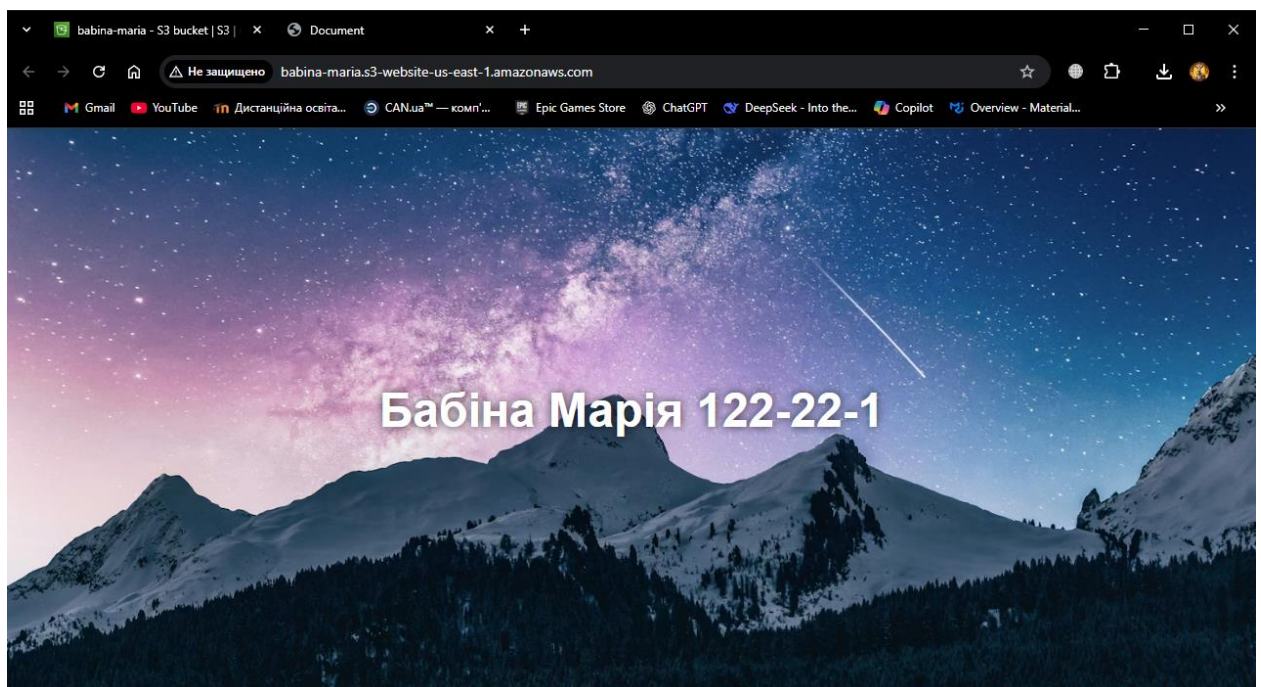 babina-maria - S3 bucket | S3 |
Document
Не защищено babina-maria.s3-website-us-east-1.amazonaws.com
Gmail YouTube Дистанційна освіта... CAN.ua™ — комп'... Epic Games Store ChatGPT DeepSeek - Into the... Copilot Overview - Material...
Бабіна Марія 122-22-1